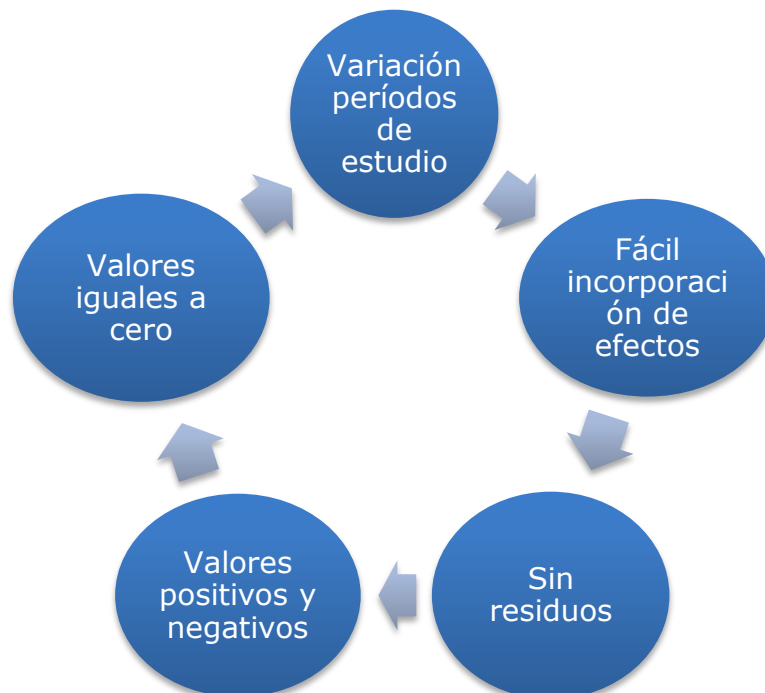 Variación
períodos
de
estudio
Fácil
incorporaci
ón de
efectos
Sin
residuos
Valores
positivos y
negativos
Valores
iguales a
cero